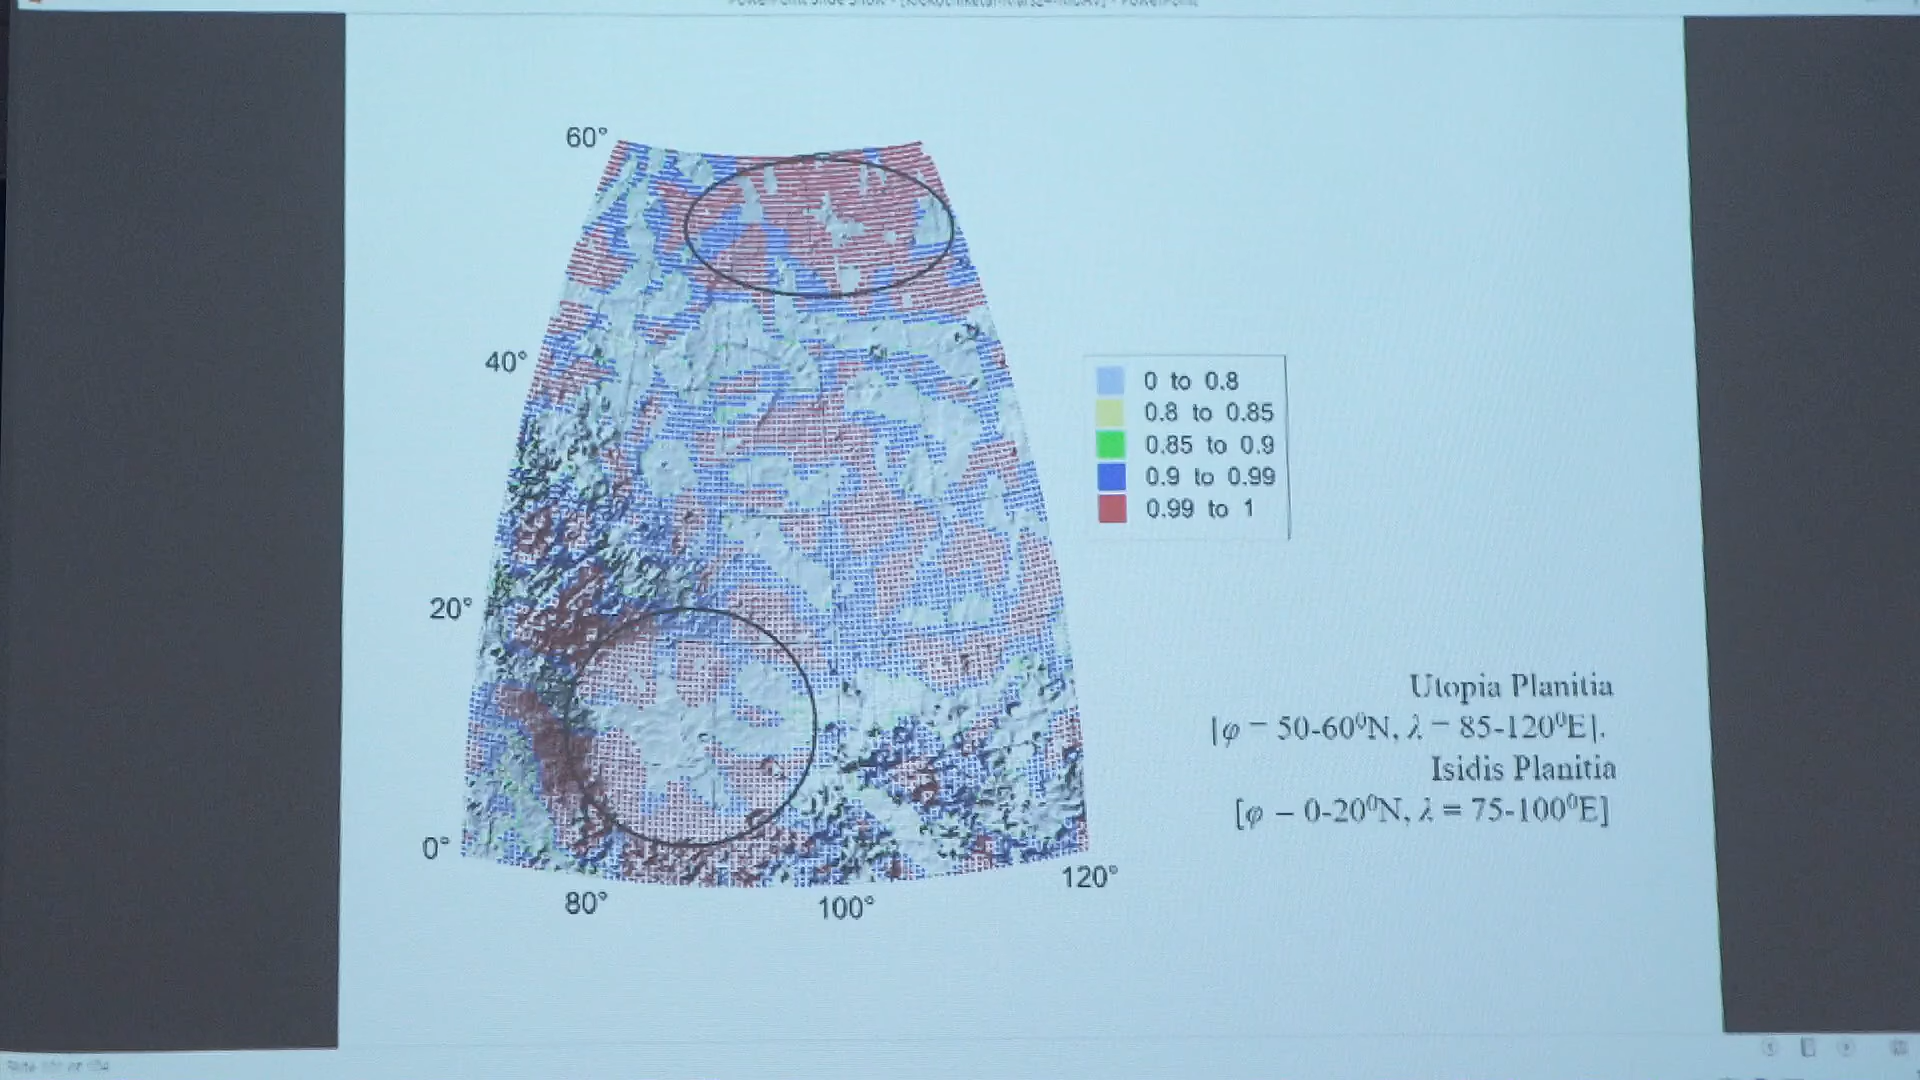 60°
40°
20°
0°
80°
100°
120°
0 to 0.8
0.8 to 0.85
0.85 to 0.9
0.9 to 0.99
0.99 to 1
Utopia Planitia
[φ = 50-60⁰N, λ = 85-120⁰E].
Isidis Planitia
[φ – 0-20⁰N, λ = 75-100⁰E]